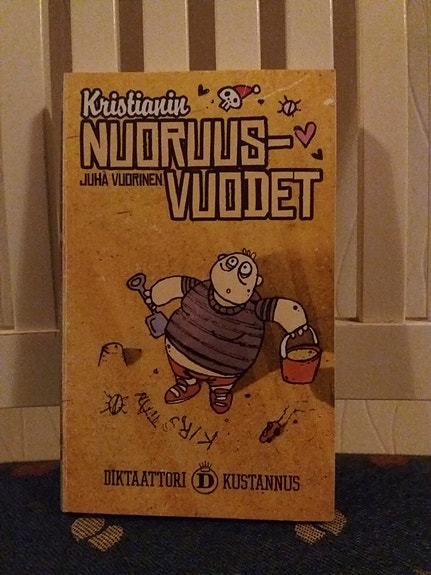 Kristianin
NUORUUS-
JUHA VUORINEN
VUODET
DIKTAATTORI D KUSTANNUS